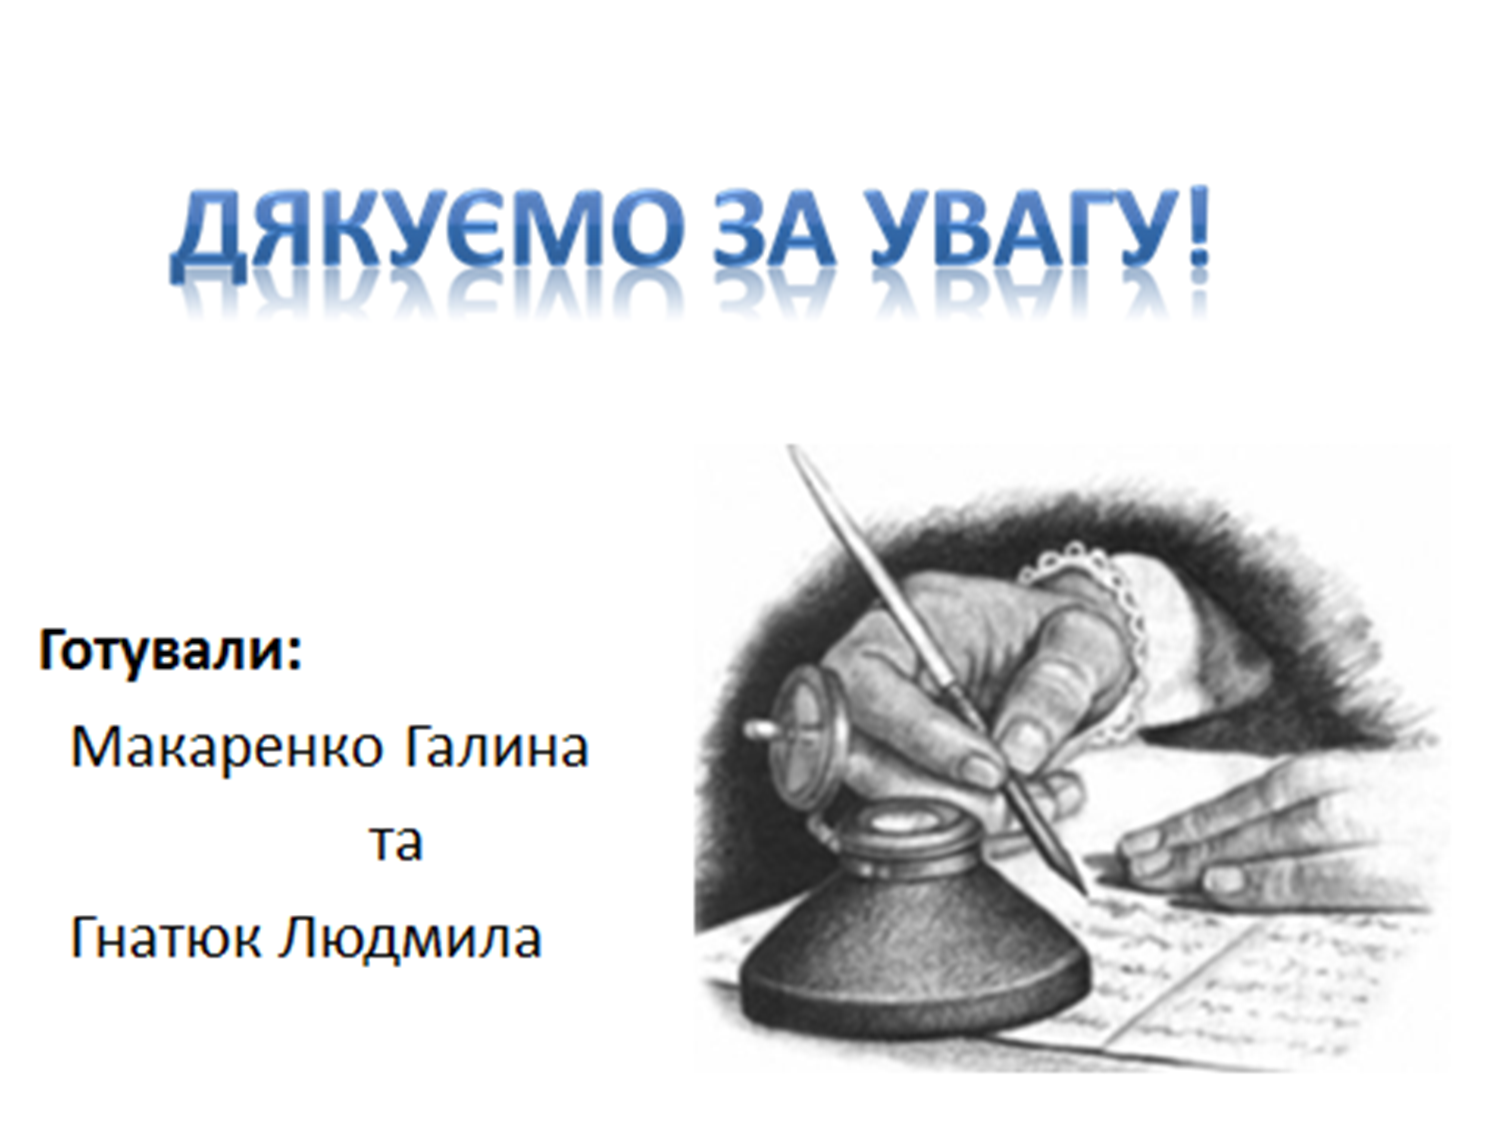 ДЯКУЄМО ЗА УВАГУ!
Готували:
Макаренко Галина
та
Гнатюк Людмила